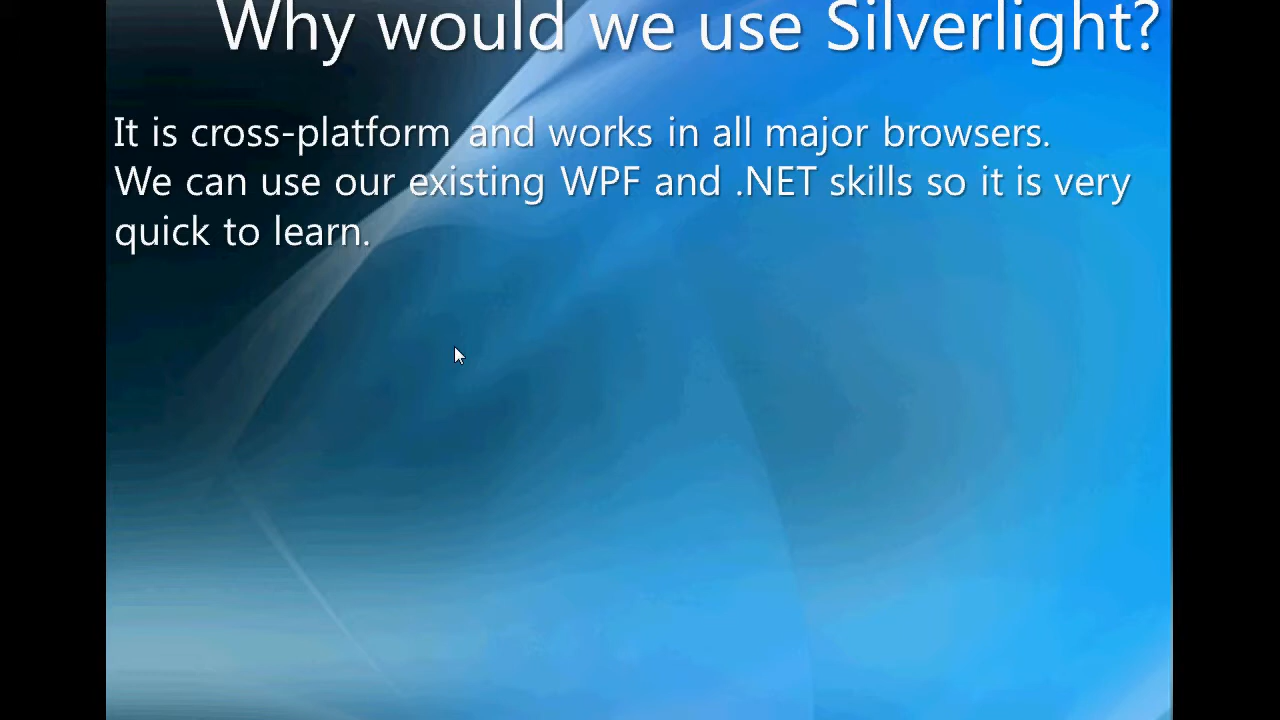 Why would we use Silverlight?
It is cross-platform and works in all major browsers.
We can use our existing WPF and .NET skills so it is very
quick to learn.